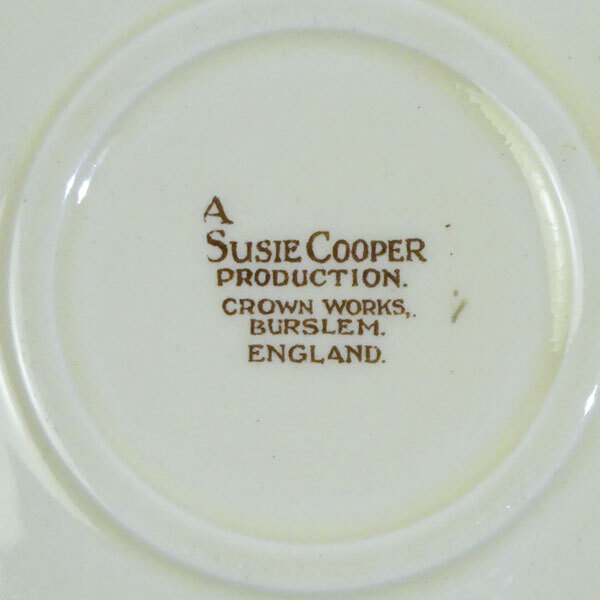 A
SUSIE COOPER
PRODUCTION.
CROWN WORKS,.
BURSLEM.
ENGLAND.